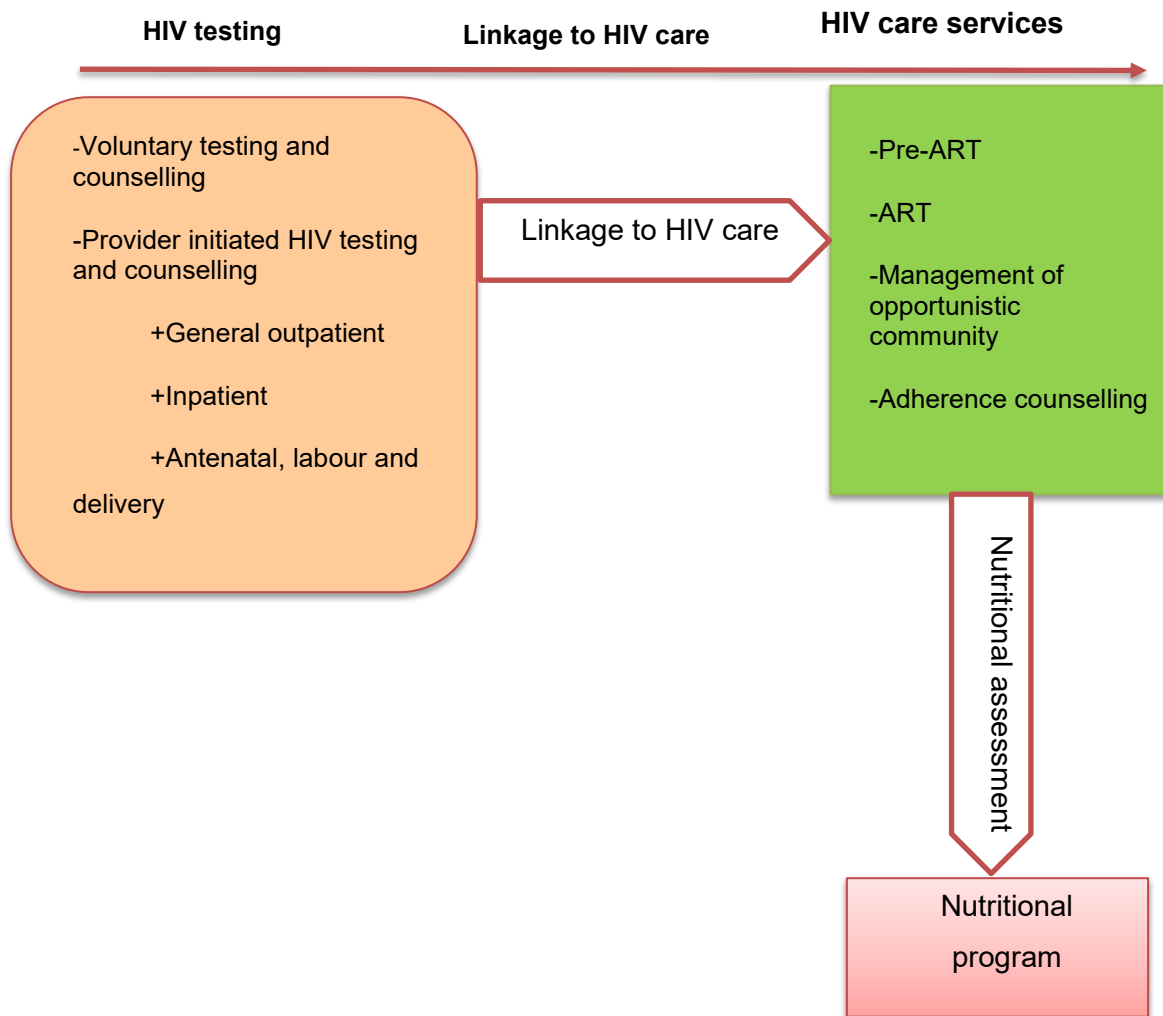 HIV testing
Linkage to HIV care
HIV care services
-Voluntary testing and
counselling
-Provider initiated HIV testing
and counselling
+General outpatient
+Inpatient
+Antenatal, labour and
delivery
Linkage to HIV care
-Pre-ART
-ART
-Management of
opportunistic
community
-Adherence counselling
Nutritional assessment
Nutritional
program